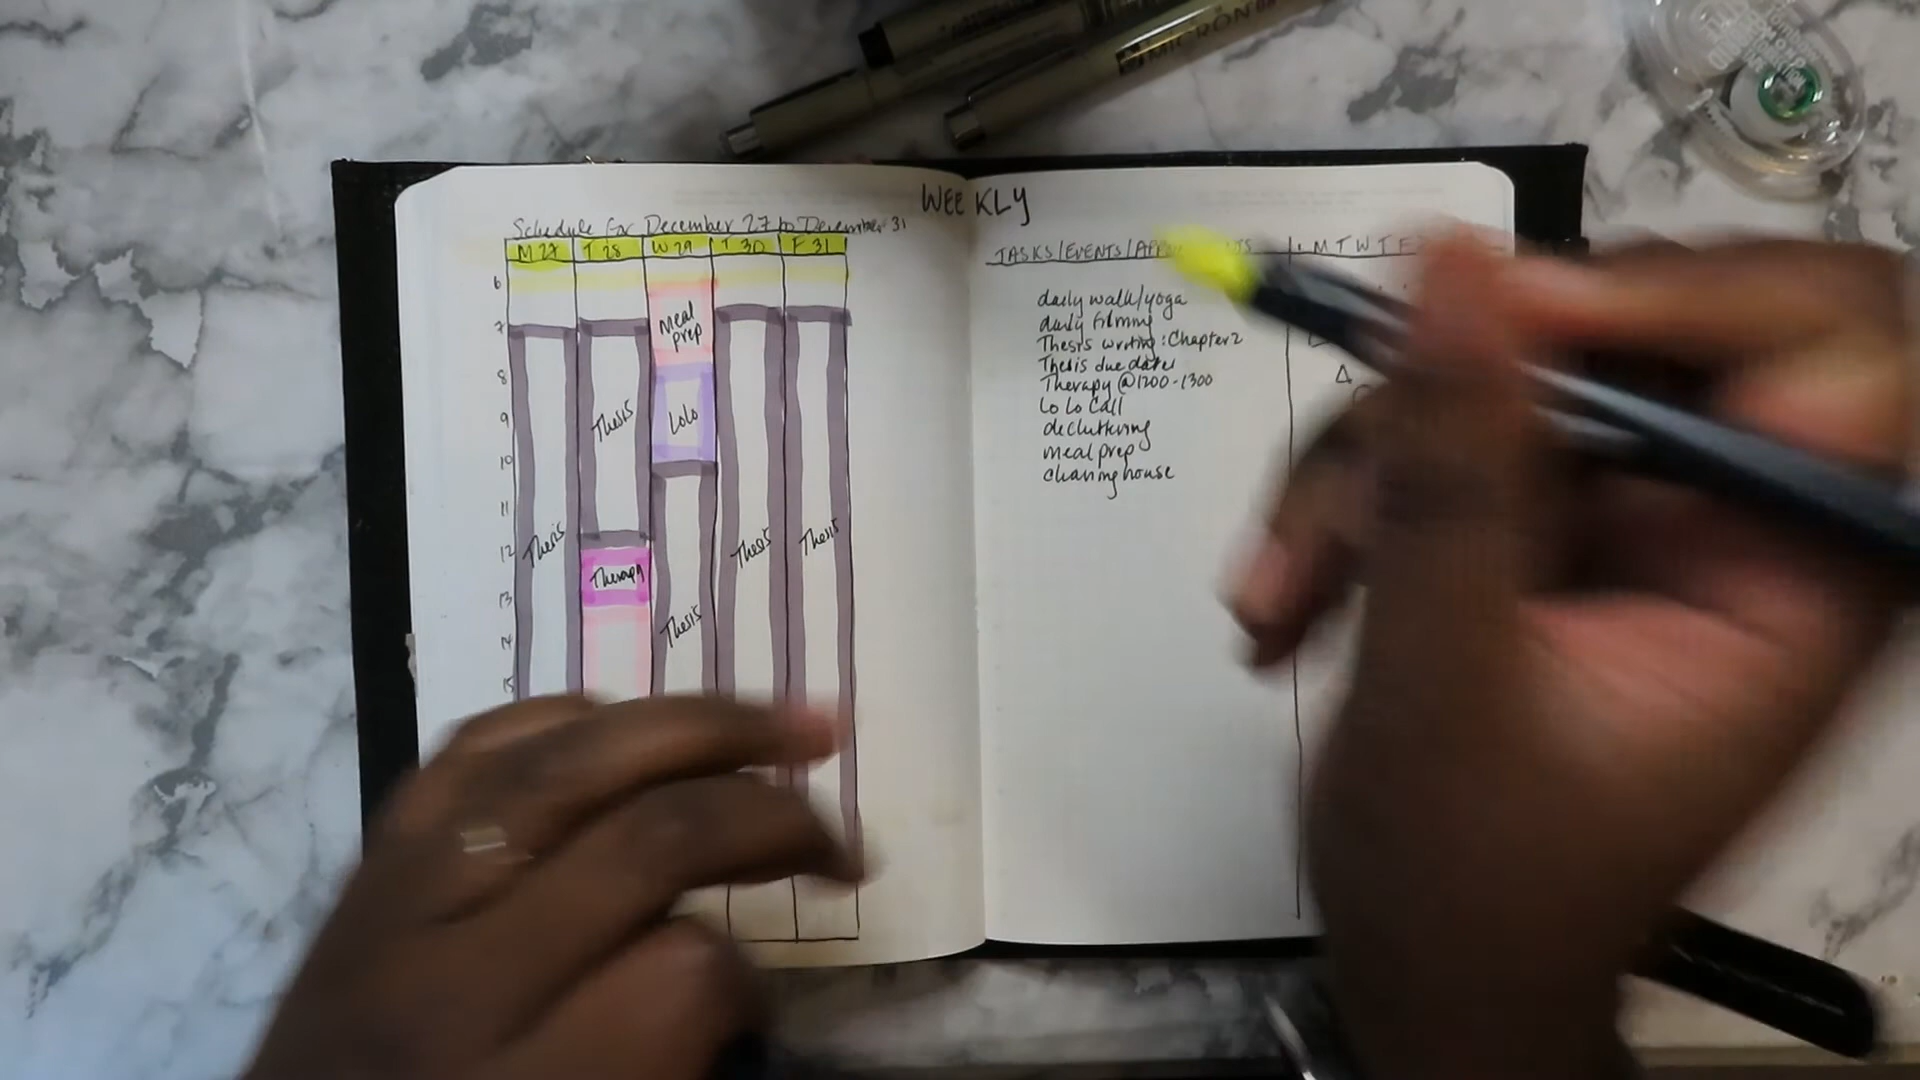 MICRON 08
WEEKLY
Schedule for December 27 to December 31
M 27 T 28 W 29 T 30 F 31
6
7
8
9
10
11
12
13
14
15
Meal
prep
Lolo
Thesis
Thesis
Therapy
Thesis
Thesis
Thesis
TASKS/EVENTS/
M T W T F
daily walk/yoga
daily filming
Thesis writing: Chapter 2
Thesis due dates
Therapy @1200-1300
Lo Lo Call
decluttering
meal prep
cleaning house